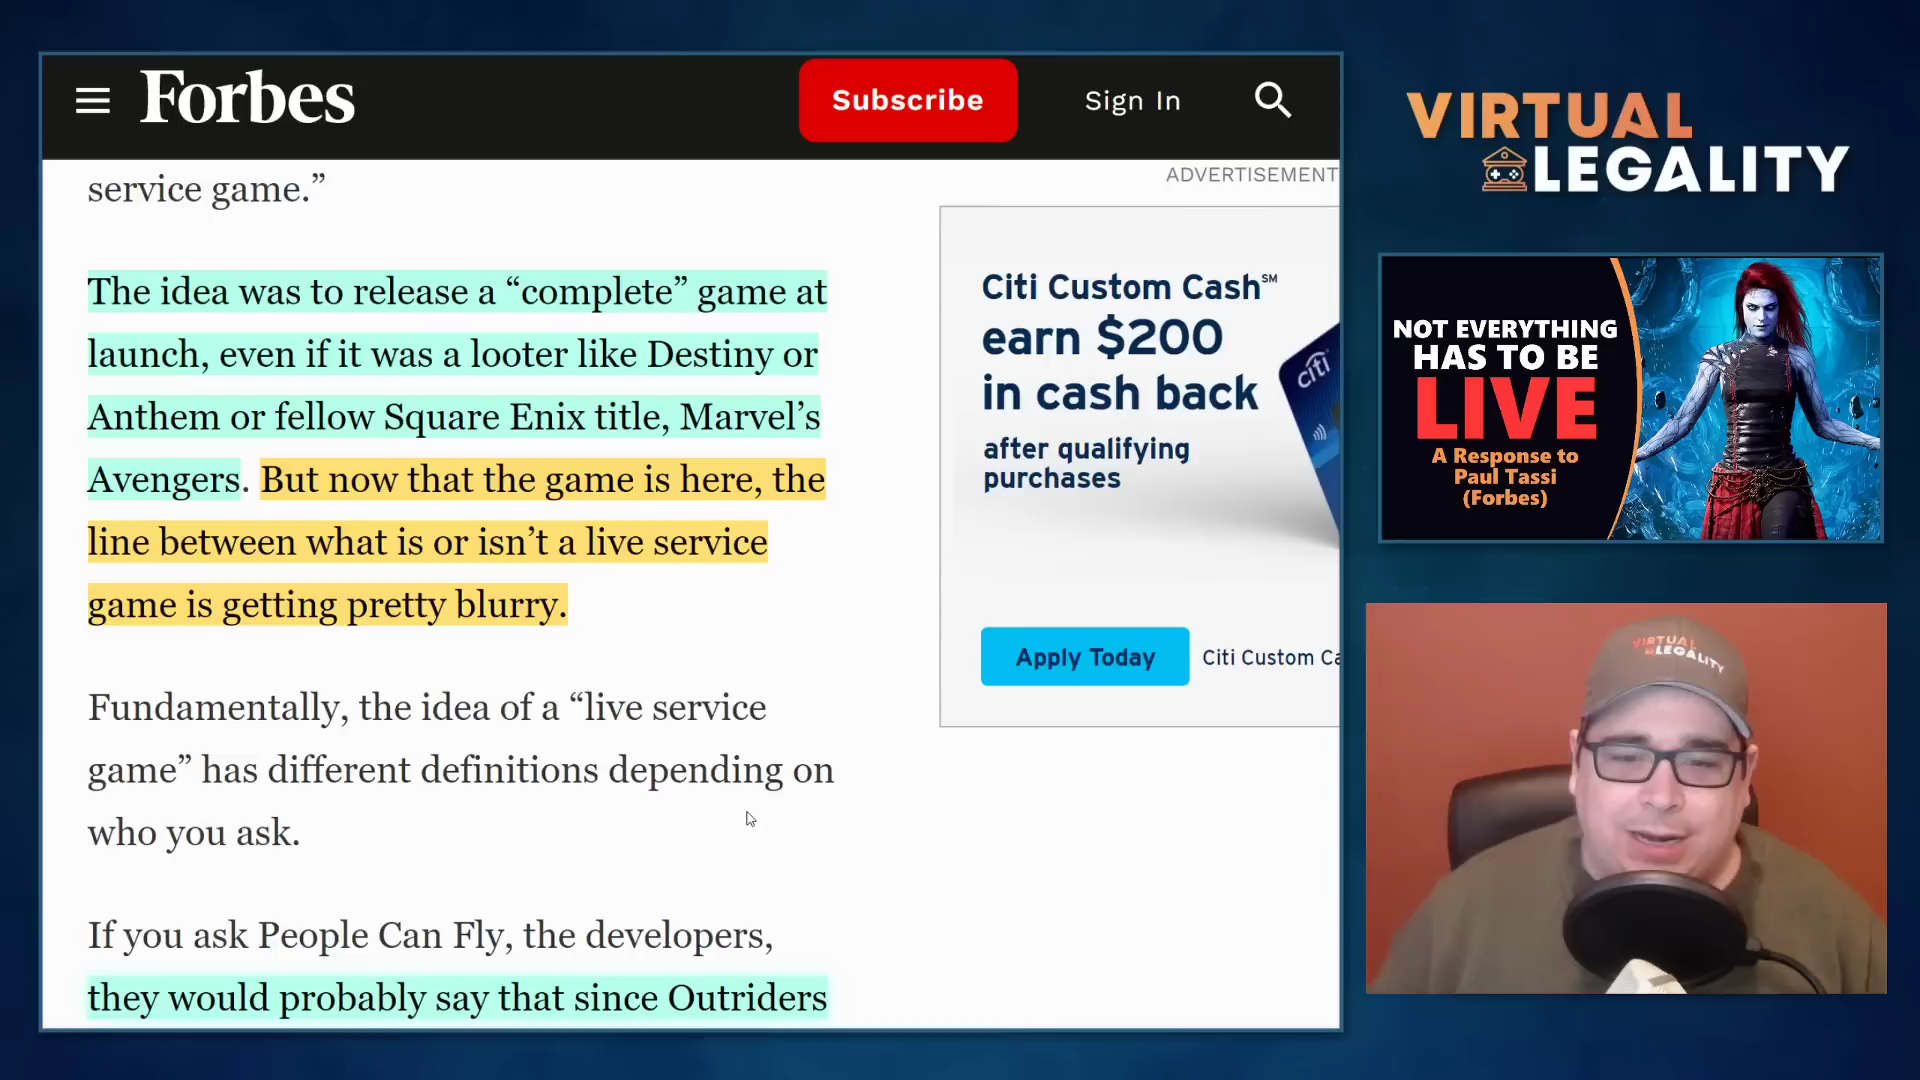 Forbes
Subscribe
Sign In
service game.”
The idea was to release a “complete” game at
launch, even if it was a looter like Destiny or
Anthem or fellow Square Enix title, Marvel’s
Avengers. But now that the game is here, the
line between what is or isn’t a live service
game is getting pretty blurry.
Fundamentally, the idea of a “live service
game” has different definitions depending on
who you ask.
If you ask People Can Fly, the developers,
they would probably say that since Outriders
ADVERTISEMENT
Citi Custom Cash℠
earn $200
in cash back
after qualifying
purchases
citi
Apply Today
Citi Custom Ca
VIRTUAL
LEGALITY
NOT EVERYTHING
HAS TO BE
LIVE
A Response to
Paul Tassi
(Forbes)
VIRTUAL
LEGALITY